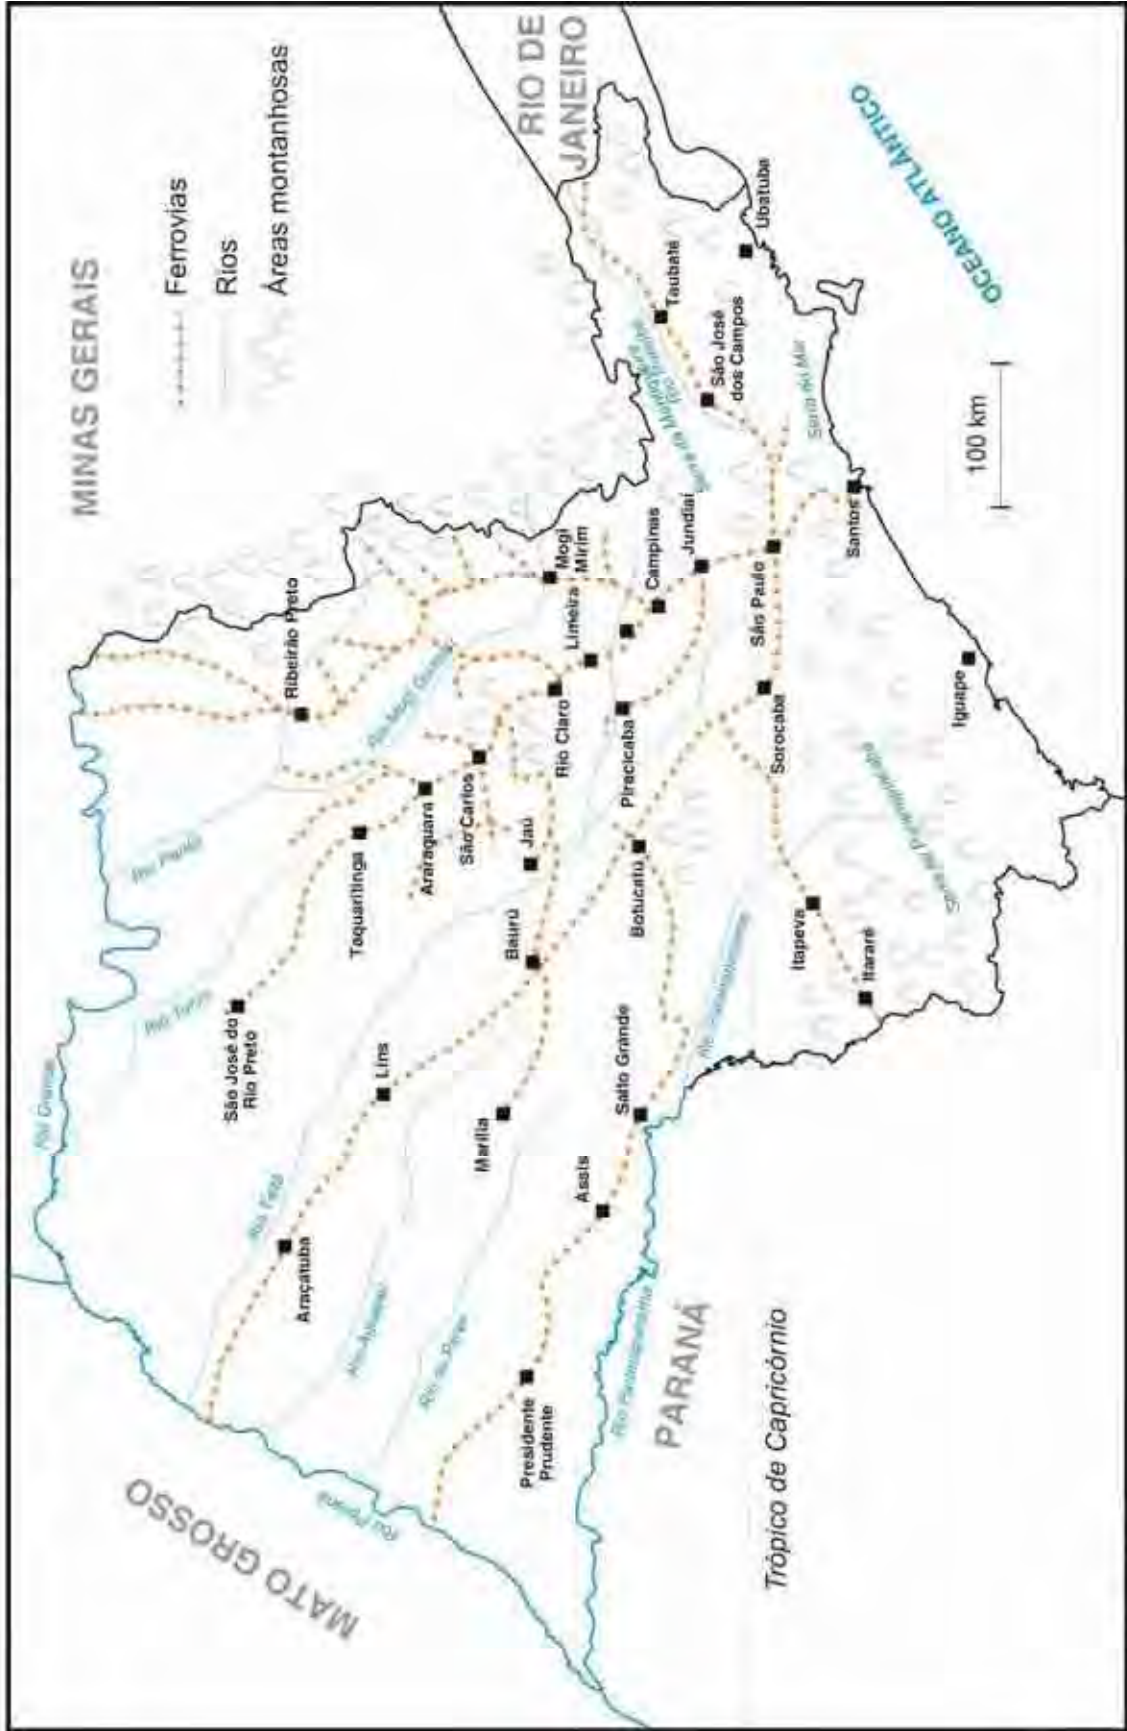 MINAS GERAIS
Ferrovias
Rios
Áreas montanhosas
RIO DE
JANEIRO
OCEANO ATLÂNTICO
100 km
MATO GROSSO
PARANÁ
Trópico de Capricórnio
Rio Grande
Rio Turvo
Rio Pardo
Rio Mogi Guaçu
Rio Tietê
Rio Paraná
Rio do Peixe
Rio Paranapanema
Rio Paranapanema
Serra do Mar
Ribeirão Preto
São José do
Rio Preto
Taquaritinga
Araraquara
São Carlos
Araçatuba
Lins
Jaú
Baurú
Rio Claro
Limeira
Mogi
Mirim
Marília
Piracicaba
Campinas
Jundiaí
Botucatú
Presidente
Prudente
Assis
Salto Grande
Sorocaba
São Paulo
São José
dos Campos
Taubaté
Ubatuba
Santos
Itapeva
Itararé
Iguape